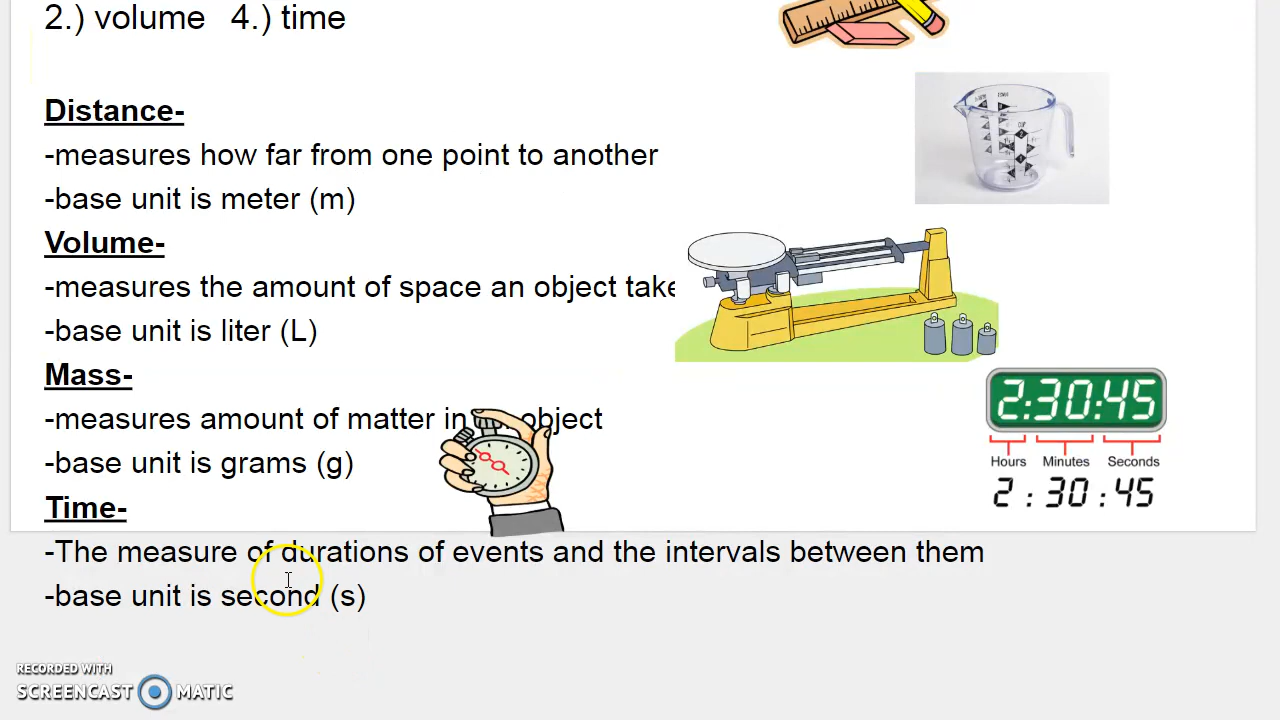 2.) volume 4.) time
Distance-
-measures how far from one point to another
-base unit is meter (m)
Volume-
-measures the amount of space an object take
-base unit is liter (L)
Mass-
-measures amount of matter in object
-base unit is grams (g)
Time-
-The measure of durations of events and the intervals between them
-base unit is second (s)
CUP
2:30:45
Hours Minutes Seconds
2 : 30 : 45
RECORDED WITH
SCREENCAST MATIC